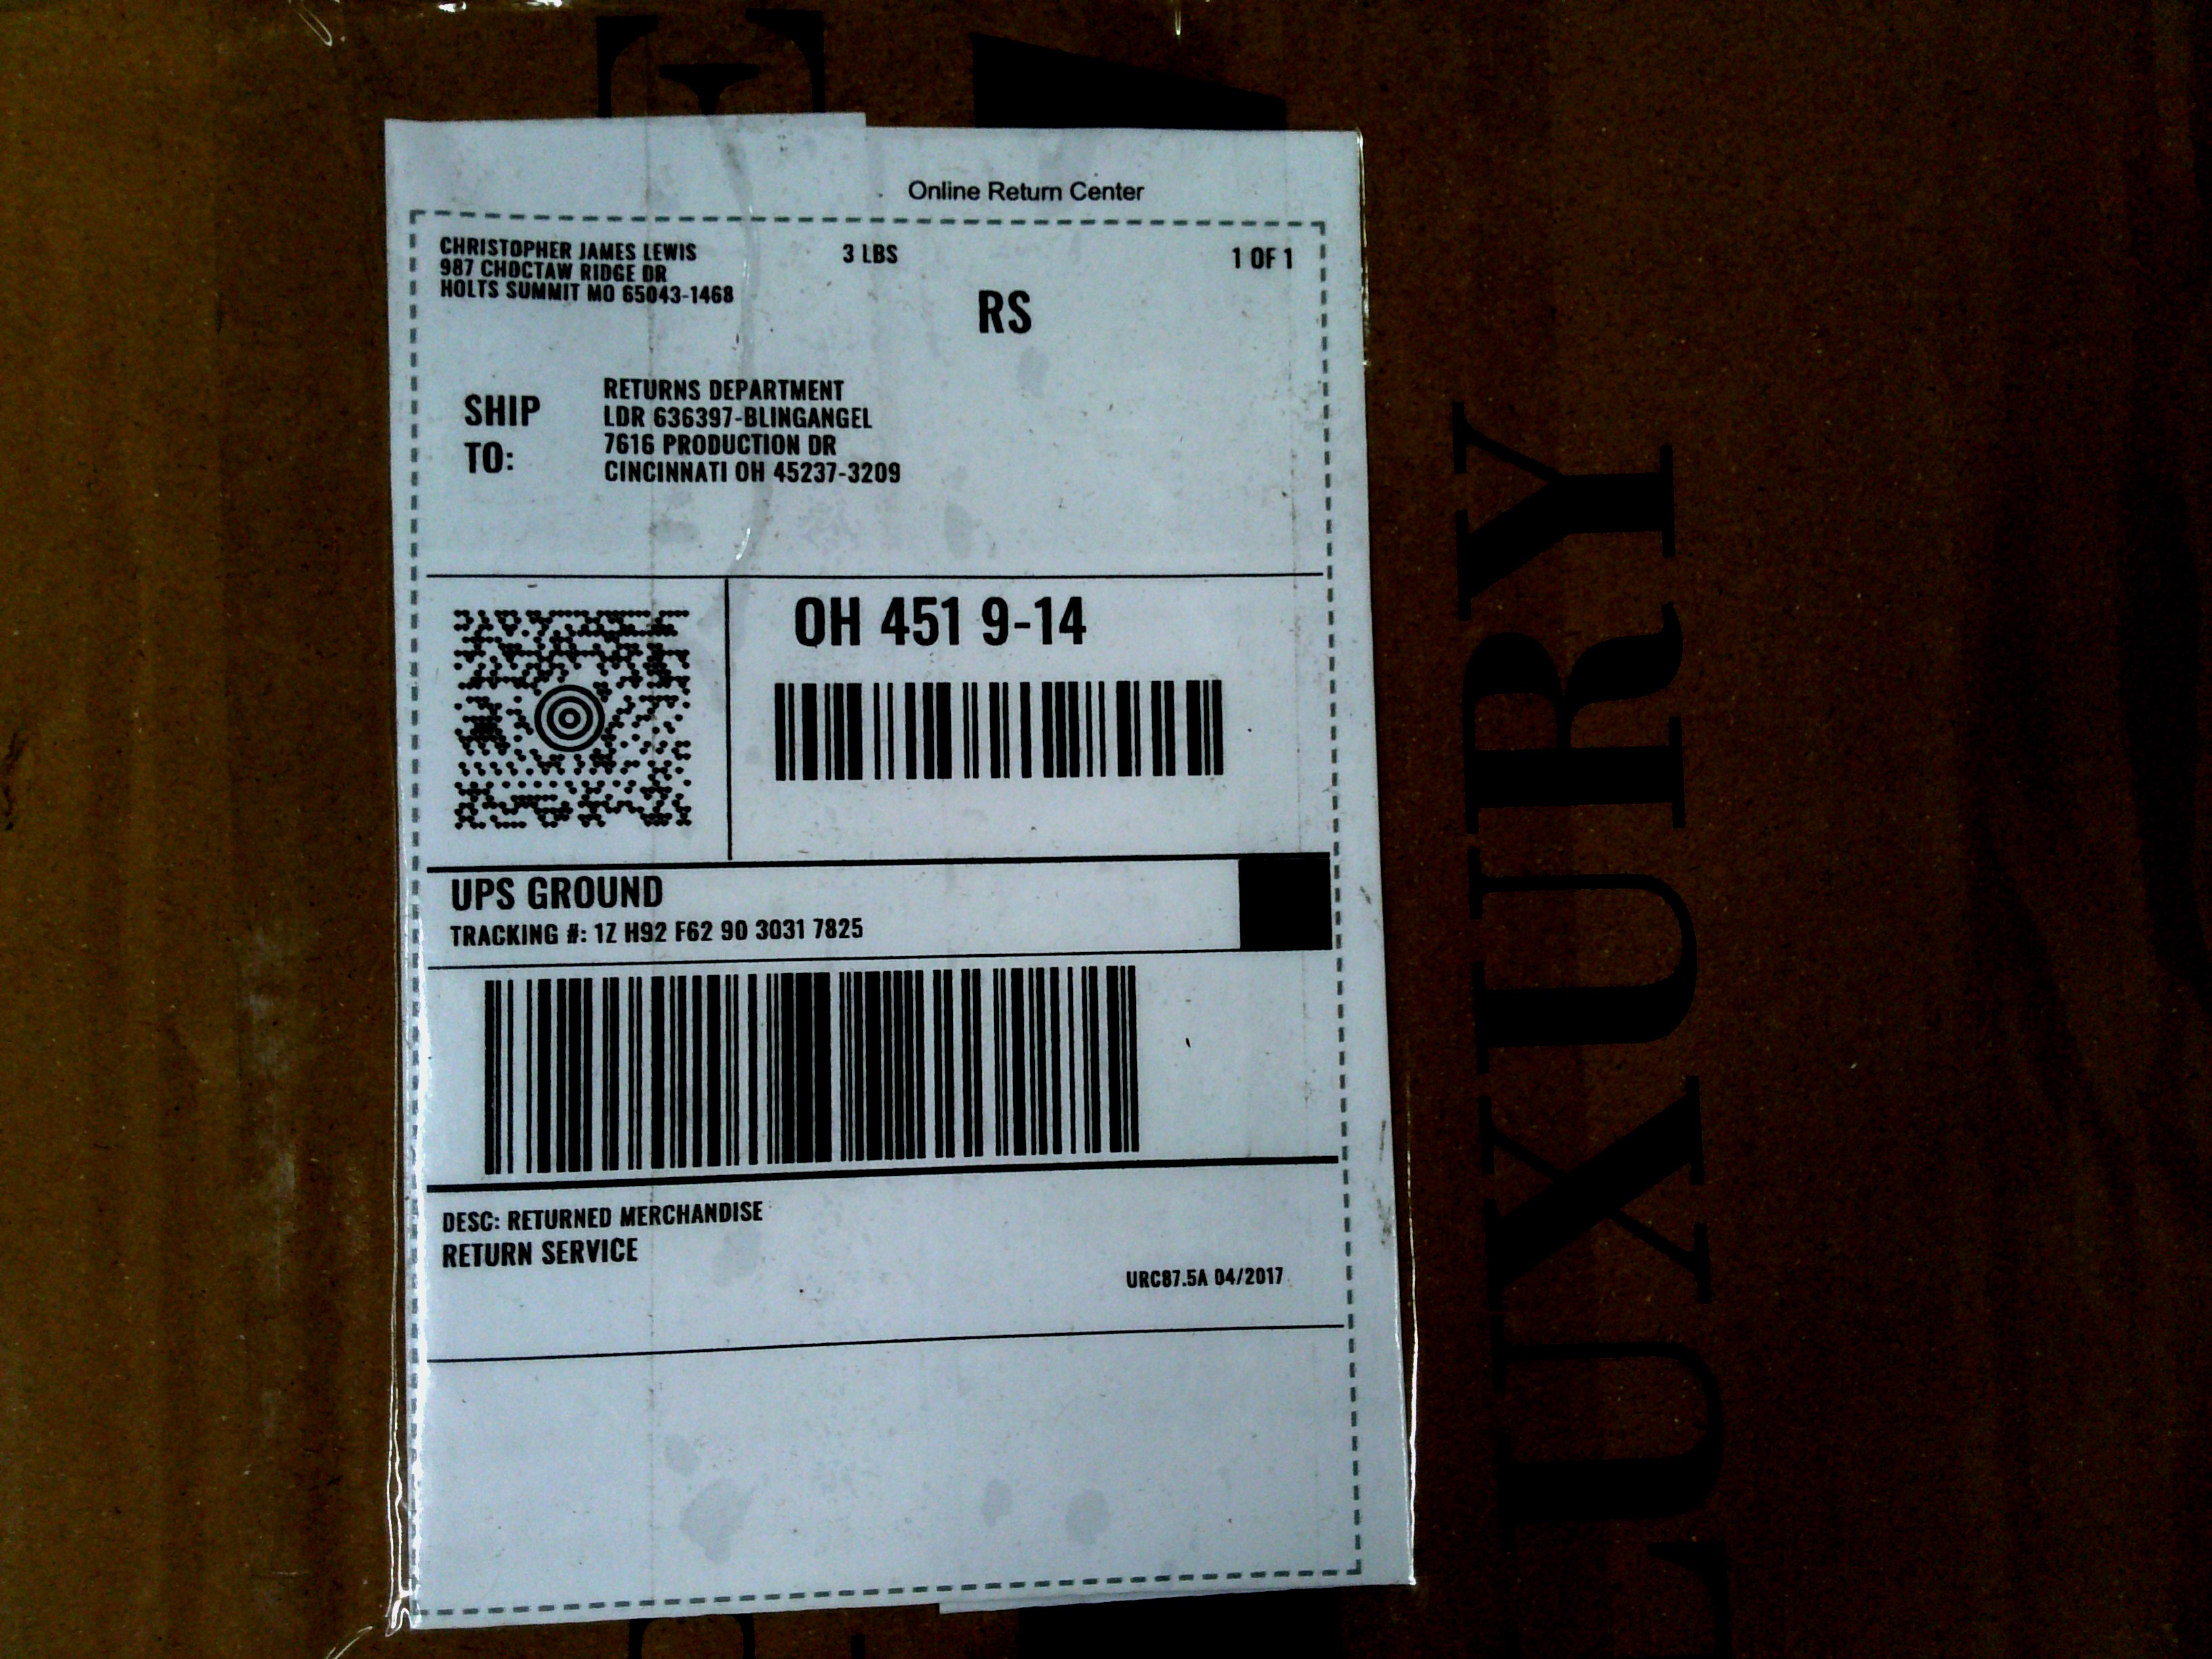 Online Return Center
CHRISTOPHER JAMES LEWIS
987 CHOCTAW RIDGE DR
HOLTS SUMMIT MO 65043-1468
3 LBS
1 OF 1
RS
SHIP
TO:
RETURNS DEPARTMENT
LDR 636397-BLINGANGEL
7616 PRODUCTION DR
CINCINNATI OH 45237-3209
OH 451 9-14
UPS GROUND
TRACKING #: 1Z H92 F62 90 3031 7825
DESC: RETURNED MERCHANDISE
RETURN SERVICE
URC87.5A 04/2017
LUXURY